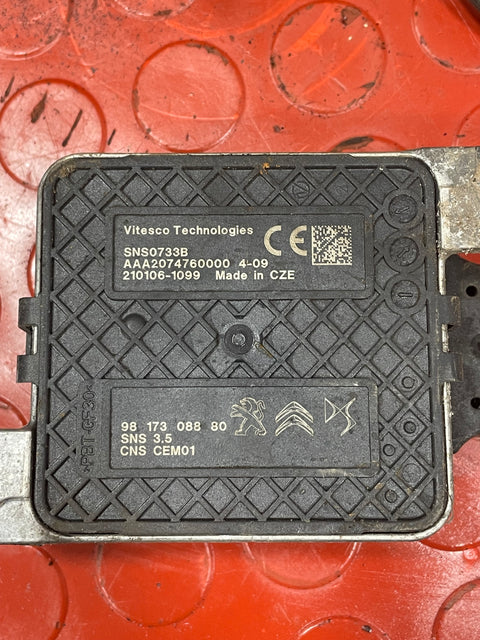 Vitesco Technologies
SNS0733B
AAA2074760000 4-09
210106-1099 Made in CZE
CE
98 173 088 80
SNS 3.5
CNS CEM01
>PBT-GF30<